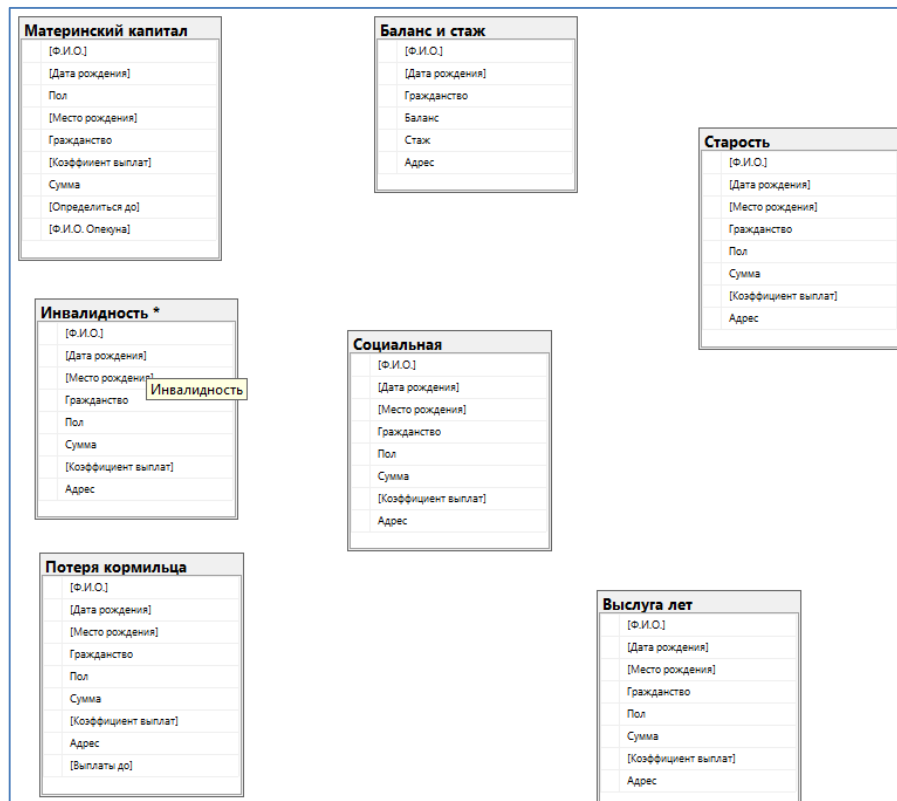 Материнский капитал
[Ф.И.О.]
[Дата рождения]
Пол
[Место рождения]
Гражданство
[Коэффииент выплат]
Сумма
[Определиться до]
[Ф.И.О. Опекуна]
Баланс и стаж
[Ф.И.О.]
[Дата рождения]
Гражданство
Баланс
Стаж
Адрес
Старость
[Ф.И.О.]
[Дата рождения]
[Место рождения]
Гражданство
Пол
Сумма
[Коэффициент выплат]
Адрес
Инвалидность *
[Ф.И.О.]
[Дата рождения]
[Место рождения]
Инвалидность
Гражданство
Пол
Сумма
[Коэффициент выплат]
Адрес
Социальная
[Ф.И.О.]
[Дата рождения]
[Место рождения]
Гражданство
Пол
Сумма
[Коэффициент выплат]
Адрес
Потеря кормильца
[Ф.И.О.]
[Дата рождения]
[Место рождения]
Гражданство
Пол
Сумма
[Коэффициент выплат]
Адрес
[Выплаты до]
Выслуга лет
[Ф.И.О.]
[Дата рождения]
[Место рождения]
Гражданство
Пол
Сумма
[Коэффициент выплат]
Адрес